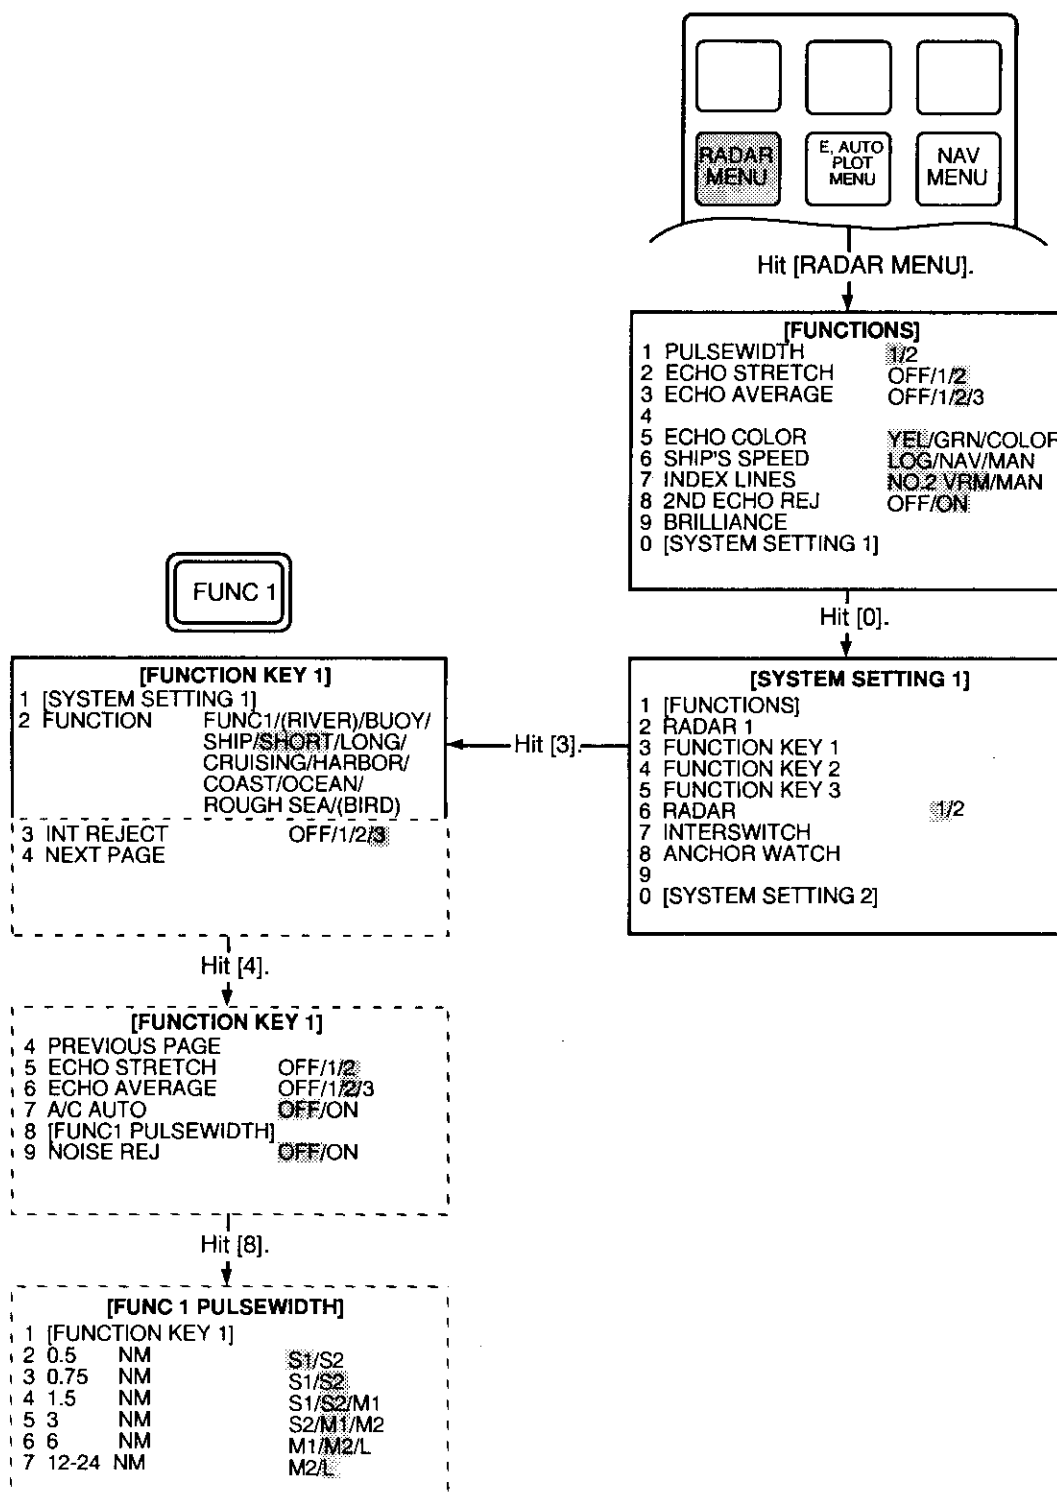 RADAR
MENU
E, AUTO
PLOT
MENU
NAV
MENU
Hit [RADAR MENU].
[FUNCTIONS]
1 PULSEWIDTH 1/2
2 ECHO STRETCH OFF/1/2
3 ECHO AVERAGE OFF/1/2/3
4
5 ECHO COLOR YEL/GRN/COLOR
6 SHIP'S SPEED LOG/NAV/MAN
7 INDEX LINES NO.2 VRM/MAN
8 2ND ECHO REJ OFF/ON
9 BRILLIANCE
0 [SYSTEM SETTING 1]
Hit [0].
[SYSTEM SETTING 1]
1 [FUNCTIONS]
2 RADAR 1
3 FUNCTION KEY 1
4 FUNCTION KEY 2
5 FUNCTION KEY 3
6 RADAR 1/2
7 INTERSWITCH
8 ANCHOR WATCH
9
0 [SYSTEM SETTING 2]
Hit [3].
FUNC 1
[FUNCTION KEY 1]
1 [SYSTEM SETTING 1]
2 FUNCTION FUNC1/(RIVER)/BUOY/
SHIP/SHORT/LONG/
CRUISING/HARBOR/
COAST/OCEAN/
ROUGH SEA/(BIRD)
3 INT REJECT OFF/1/2/3
4 NEXT PAGE
Hit [4].
[FUNCTION KEY 1]
4 PREVIOUS PAGE
5 ECHO STRETCH OFF/1/2
6 ECHO AVERAGE OFF/1/2/3
7 A/C AUTO OFF/ON
8 [FUNC1 PULSEWIDTH]
9 NOISE REJ OFF/ON
Hit [8].
[FUNC 1 PULSEWIDTH]
1 [FUNCTION KEY 1]
2 0.5 NM S1/S2
3 0.75 NM S1/S2
4 1.5 NM S1/S2/M1
5 3 NM S2/M1/M2
6 6 NM M1/M2/L
7 12-24 NM M2/L